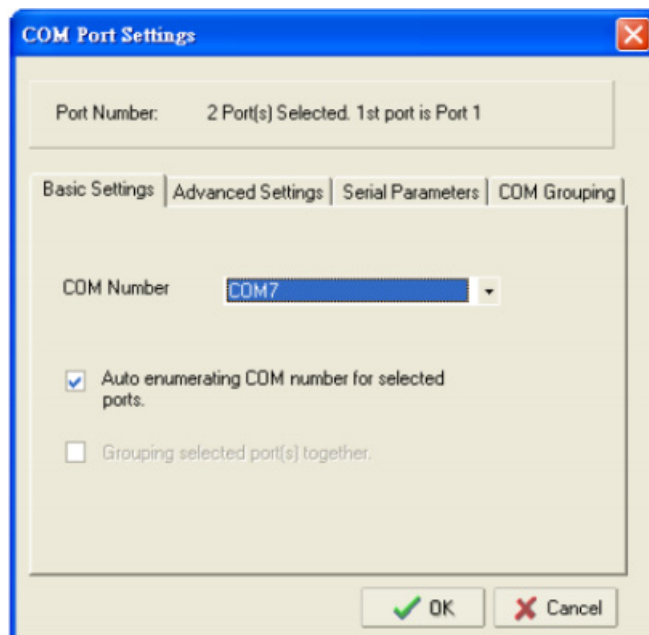 COM Port Settings
Port Number: 2 Port(s) Selected. 1st port is Port 1
Basic Settings Advanced Settings Serial Parameters COM Grouping
COM Number COM7
Auto enumerating COM number for selected
ports.
Grouping selected port(s) together.
OK Cancel